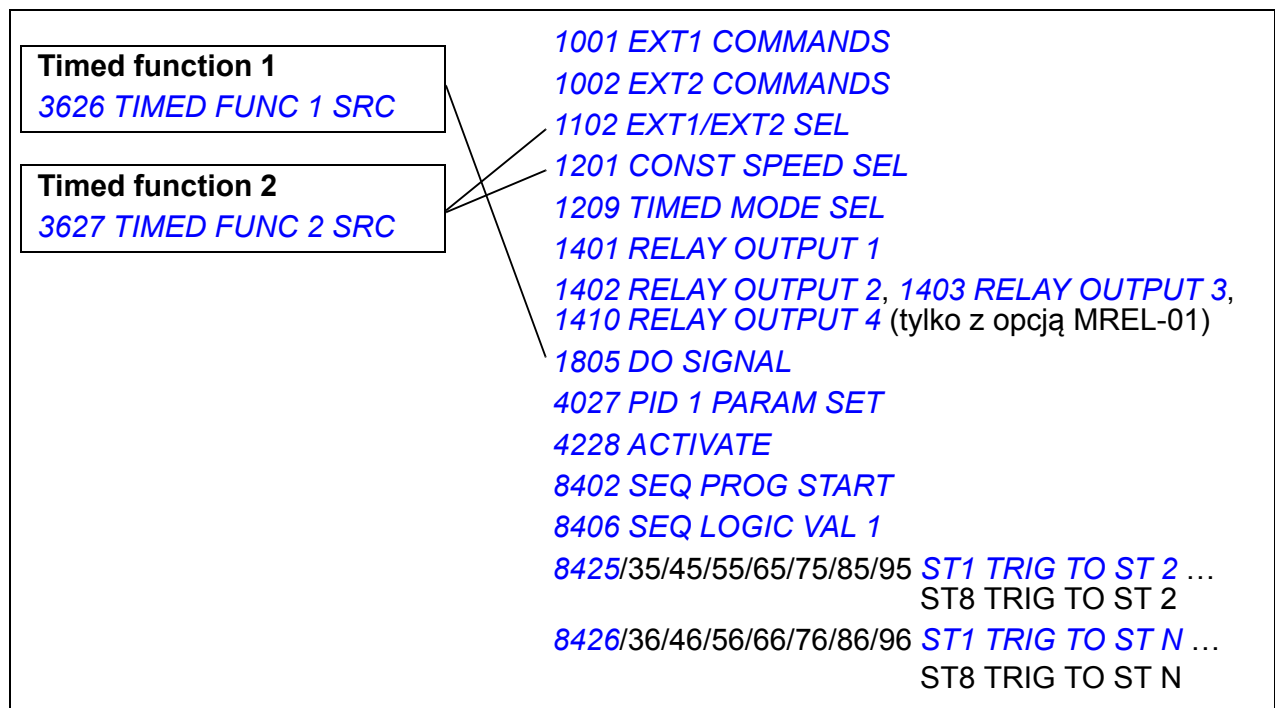 Timed function 1
3626 TIMED FUNC 1 SRC
Timed function 2
3627 TIMED FUNC 2 SRC
1001 EXT1 COMMANDS
1002 EXT2 COMMANDS
1102 EXT1/EXT2 SEL
1201 CONST SPEED SEL
1209 TIMED MODE SEL
1401 RELAY OUTPUT 1
1402 RELAY OUTPUT 2, 1403 RELAY OUTPUT 3,
1410 RELAY OUTPUT 4 (tylko z opcją MREL-01)
1805 DO SIGNAL
4027 PID 1 PARAM SET
4228 ACTIVATE
8402 SEQ PROG START
8406 SEQ LOGIC VAL 1
8425/35/45/55/65/75/85/95 ST1 TRIG TO ST 2 …
ST8 TRIG TO ST 2
8426/36/46/56/66/76/86/96 ST1 TRIG TO ST N …
ST8 TRIG TO ST N